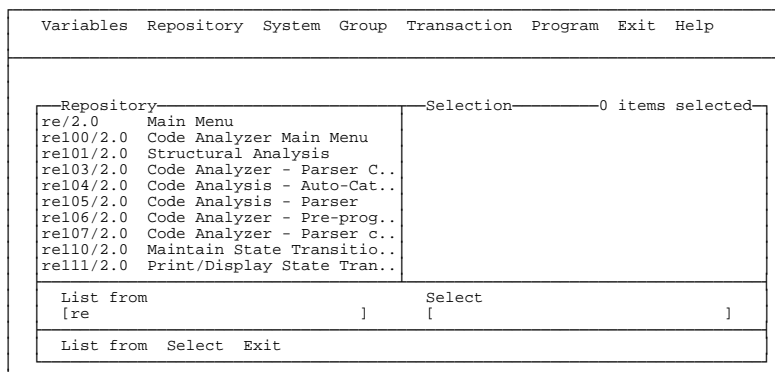 Variables Repository System Group Transaction Program Exit Help
Repository Selection 0 items selected
re/2.0 Main Menu
re100/2.0 Code Analyzer Main Menu
re101/2.0 Structural Analysis
re103/2.0 Code Analyzer - Parser C..
re104/2.0 Code Analysis - Auto-Cat..
re105/2.0 Code Analysis - Parser
re106/2.0 Code Analyzer - Pre-prog..
re107/2.0 Code Analyzer - Parser c..
re110/2.0 Maintain State Transitio..
re111/2.0 Print/Display State Tran..
List from Select
[re ] [ ]
List from Select Exit